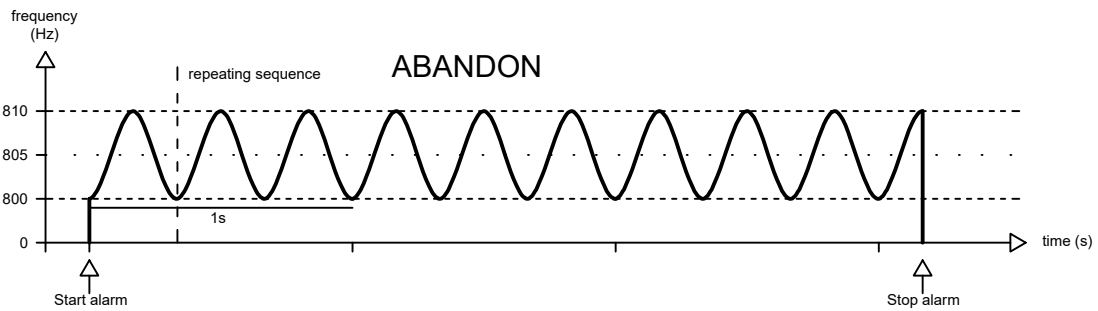 frequency
(Hz)
ABANDON
repeating sequence
810
805
800
1s
0
time (s)
Start alarm
Stop alarm